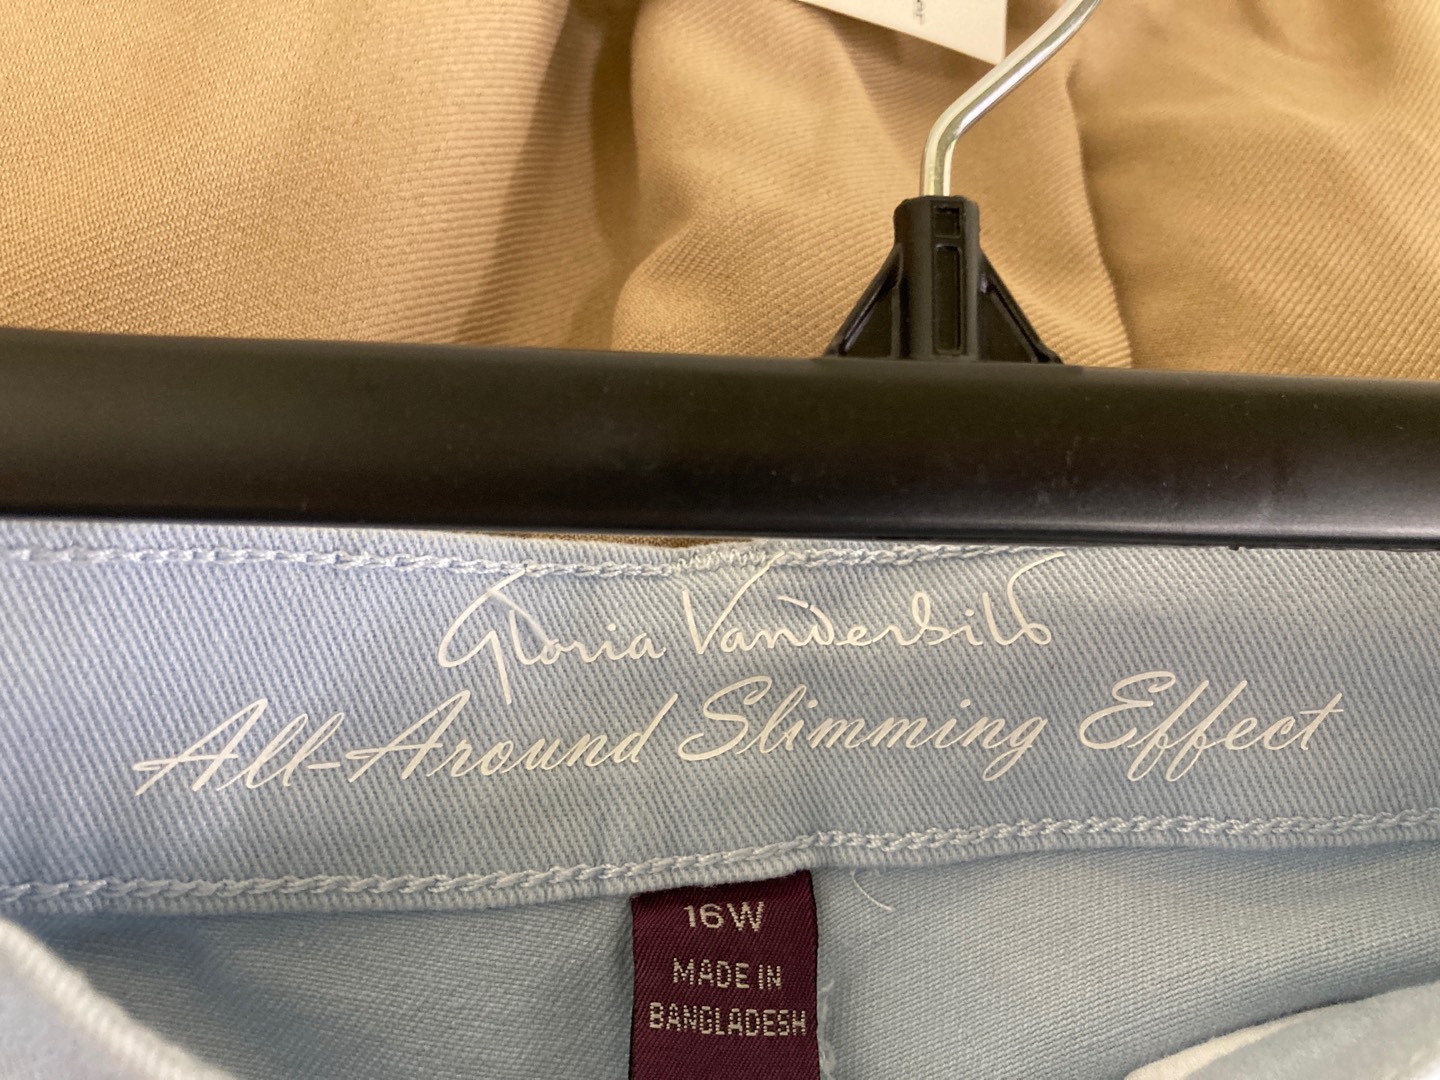 Gloria Vanderbilt
All-Around Slimming Effect
16W
MADE IN
BANGLADESH